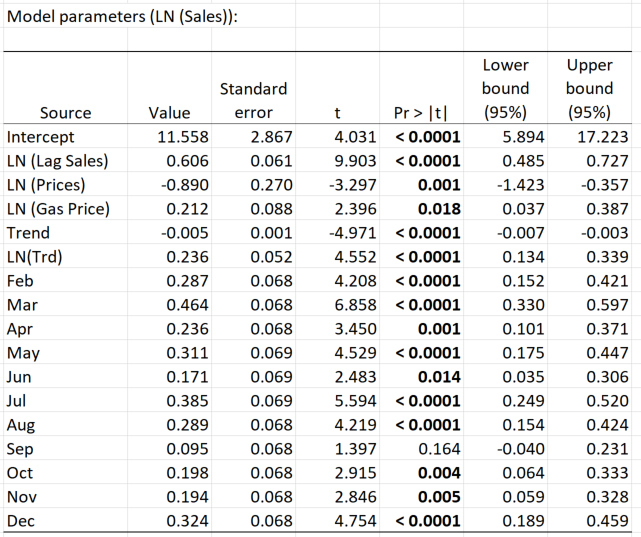 Model parameters (LN (Sales)):
Source Value Standard error t Pr > |t| Lower bound (95%) Upper bound (95%)
Intercept 11.558 2.867 4.031 < 0.0001 5.894 17.223
LN (Lag Sales) 0.606 0.061 9.903 < 0.0001 0.485 0.727
LN (Prices) -0.890 0.270 -3.297 0.001 -1.423 -0.357
LN (Gas Price) 0.212 0.088 2.396 0.018 0.037 0.387
Trend -0.005 0.001 -4.971 < 0.0001 -0.007 -0.003
LN(Trd) 0.236 0.052 4.552 < 0.0001 0.134 0.339
Feb 0.287 0.068 4.208 < 0.0001 0.152 0.421
Mar 0.464 0.068 6.858 < 0.0001 0.330 0.597
Apr 0.236 0.068 3.450 0.001 0.101 0.371
May 0.311 0.069 4.529 < 0.0001 0.175 0.447
Jun 0.171 0.069 2.483 0.014 0.035 0.306
Jul 0.385 0.069 5.594 < 0.0001 0.249 0.520
Aug 0.289 0.068 4.219 < 0.0001 0.154 0.424
Sep 0.095 0.068 1.397 0.164 -0.040 0.231
Oct 0.198 0.068 2.915 0.004 0.064 0.333
Nov 0.194 0.068 2.846 0.005 0.059 0.328
Dec 0.324 0.068 4.754 < 0.0001 0.189 0.459